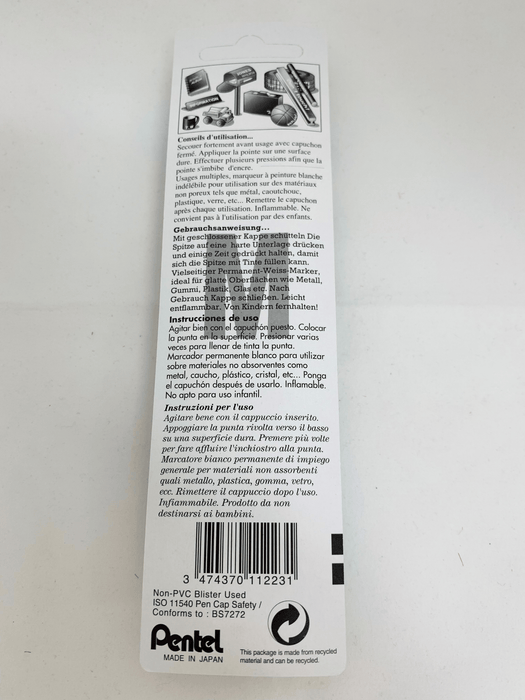 Conseils d'utilisation...
Secouer fortement avant usage avec capuchon
fermé. Appliquer la pointe sur une surface
dure. Effectuer plusieurs pressions afin que la
pointe s'imbibe d'encre.
Usages multiples, marqueur à peinture blanche
indélébile pour utilisation sur des matériaux
non poreux tels que métal, caoutchouc,
plastique, verre, etc... Remettre le capuchon
après chaque utilisation. Inflammable. Ne
convient pas à l'utilisation par des enfants.
Gebrauchsanweisung...
Mit geschlossener Kappe schütteln Die
Spitze auf eine harte Unterlage drücken
und einige Zeit gedrückt halten, damit
sich die Spitze mit Tinte füllen kann.
Vielseitiger Permanent-Weiss-Marker,
ideal für glatte Oberflächen wie Metall,
Gummi, Plastik, Glas etc. Nach
Gebrauch Kappe schließen. Leicht
entflammbar. Von Kindern fernhalten!
Instrucciones de uso
Agitar bien con el capuchón puesto. Colocar
la punta en la superficie. Presionar varias
veces para llenar de tinta la punta.
Marcador permanente blanco para utilizar
sobre materiales no absorventes como
metal, caucho, plástico, cristal, etc... Ponga
el capuchón después de usarlo. Inflamable.
No apto para uso infantil.
Instruzioni per l'uso
Agitare bene con il cappuccio inserito.
Appoggiare la punta rivolta verso il basso
su una superficie dura. Premere più volte
per fare affluire l'inchiostro alla punta.
Marcatore bianco permanente di impiego
generale per materiali non assorbenti
quali metallo, plastica, gomma, vetro,
ecc. Rimettere il cappuccio dopo l'uso.
Infiammabile. Prodotto da non
destinarsi ai bambini.
3 474370 112231
Non-PVC Blister Used
ISO 11540 Pen Cap Safety /
Conforms to : BS7272
Pentel
MADE IN JAPAN
This package is made from recycled
material and can be recycled.